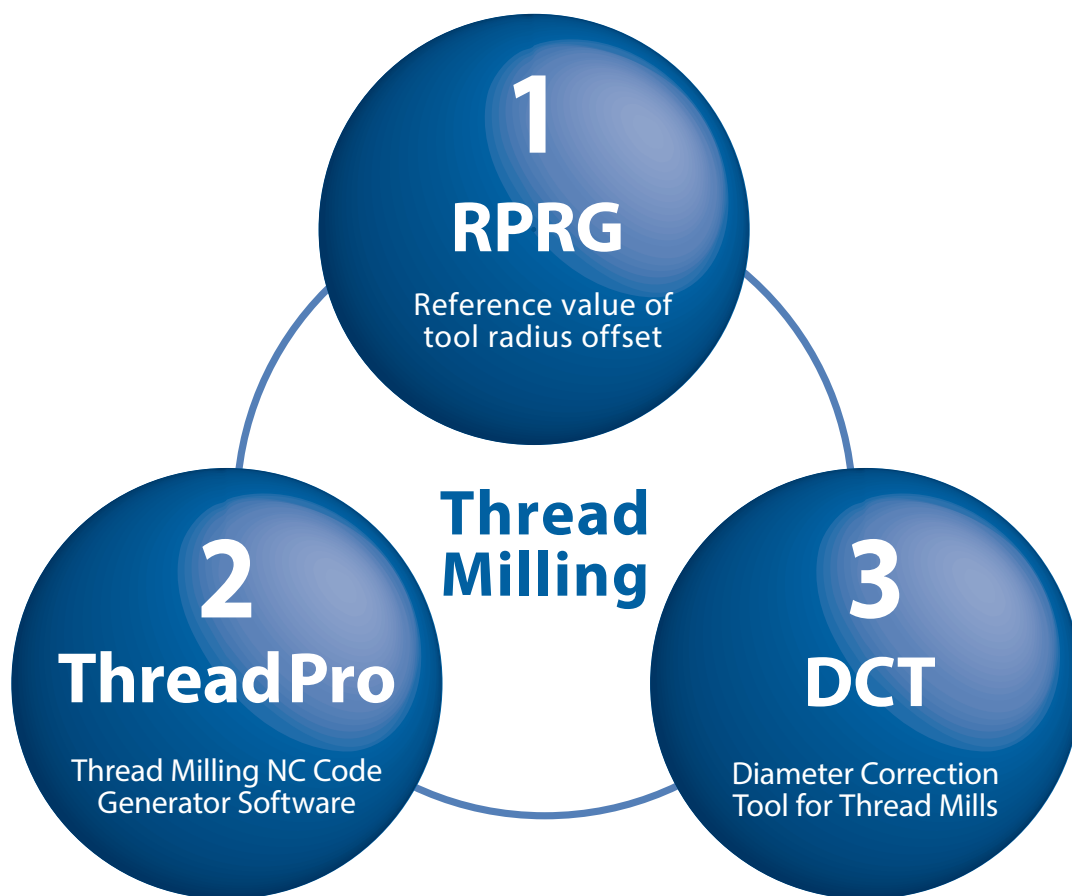 1
RPRG
Reference value of
tool radius offset
Thread
Milling
2
ThreadPro
Thread Milling NC Code
Generator Software
3
DCT
Diameter Correction
Tool for Thread Mills